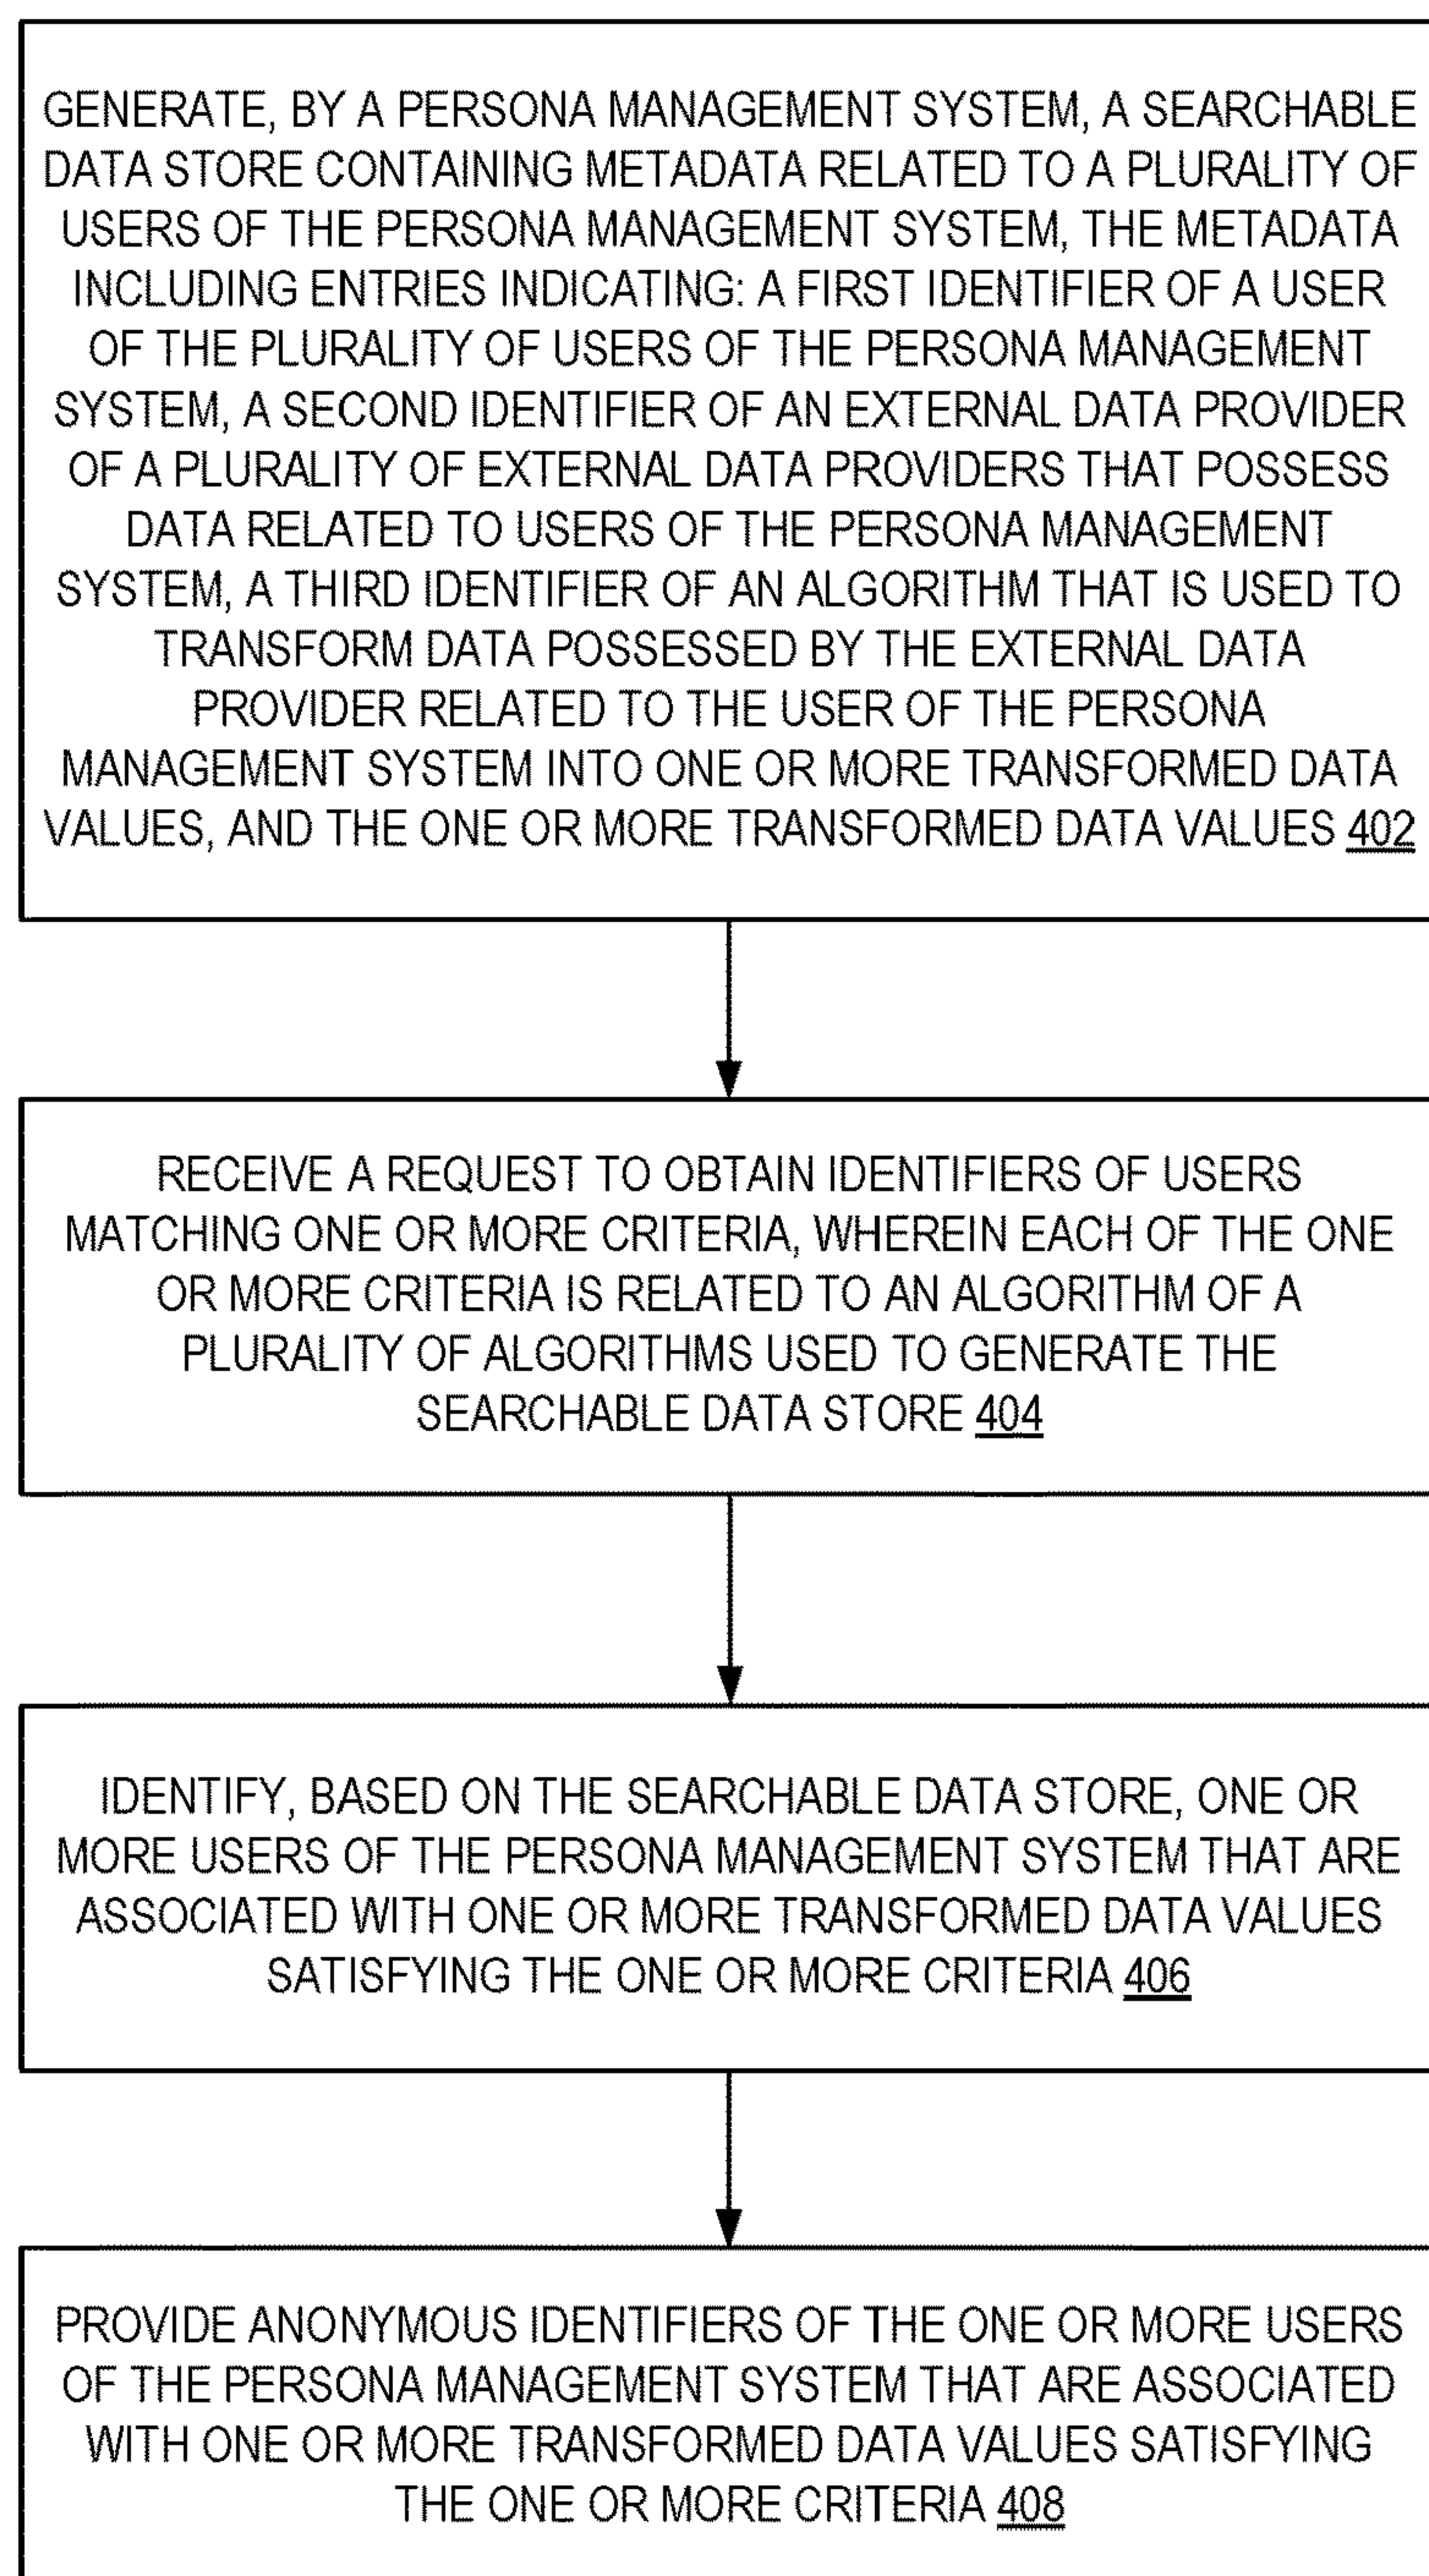 GENERATE, BY A PERSONA MANAGEMENT SYSTEM, A SEARCHABLE
DATA STORE CONTAINING METADATA RELATED TO A PLURALITY OF
USERS OF THE PERSONA MANAGEMENT SYSTEM, THE METADATA
INCLUDING ENTRIES INDICATING: A FIRST IDENTIFIER OF A USER
OF THE PLURALITY OF USERS OF THE PERSONA MANAGEMENT
SYSTEM, A SECOND IDENTIFIER OF AN EXTERNAL DATA PROVIDER
OF A PLURALITY OF EXTERNAL DATA PROVIDERS THAT POSSESS
DATA RELATED TO USERS OF THE PERSONA MANAGEMENT
SYSTEM, A THIRD IDENTIFIER OF AN ALGORITHM THAT IS USED TO
TRANSFORM DATA POSSESSED BY THE EXTERNAL DATA
PROVIDER RELATED TO THE USER OF THE PERSONA
MANAGEMENT SYSTEM INTO ONE OR MORE TRANSFORMED DATA
VALUES, AND THE ONE OR MORE TRANSFORMED DATA VALUES 402
RECEIVE A REQUEST TO OBTAIN IDENTIFIERS OF USERS
MATCHING ONE OR MORE CRITERIA, WHEREIN EACH OF THE ONE
OR MORE CRITERIA IS RELATED TO AN ALGORITHM OF A
PLURALITY OF ALGORITHMS USED TO GENERATE THE
SEARCHABLE DATA STORE 404
IDENTIFY, BASED ON THE SEARCHABLE DATA STORE, ONE OR
MORE USERS OF THE PERSONA MANAGEMENT SYSTEM THAT ARE
ASSOCIATED WITH ONE OR MORE TRANSFORMED DATA VALUES
SATISFYING THE ONE OR MORE CRITERIA 406
PROVIDE ANONYMOUS IDENTIFIERS OF THE ONE OR MORE USERS
OF THE PERSONA MANAGEMENT SYSTEM THAT ARE ASSOCIATED
WITH ONE OR MORE TRANSFORMED DATA VALUES SATISFYING
THE ONE OR MORE CRITERIA 408